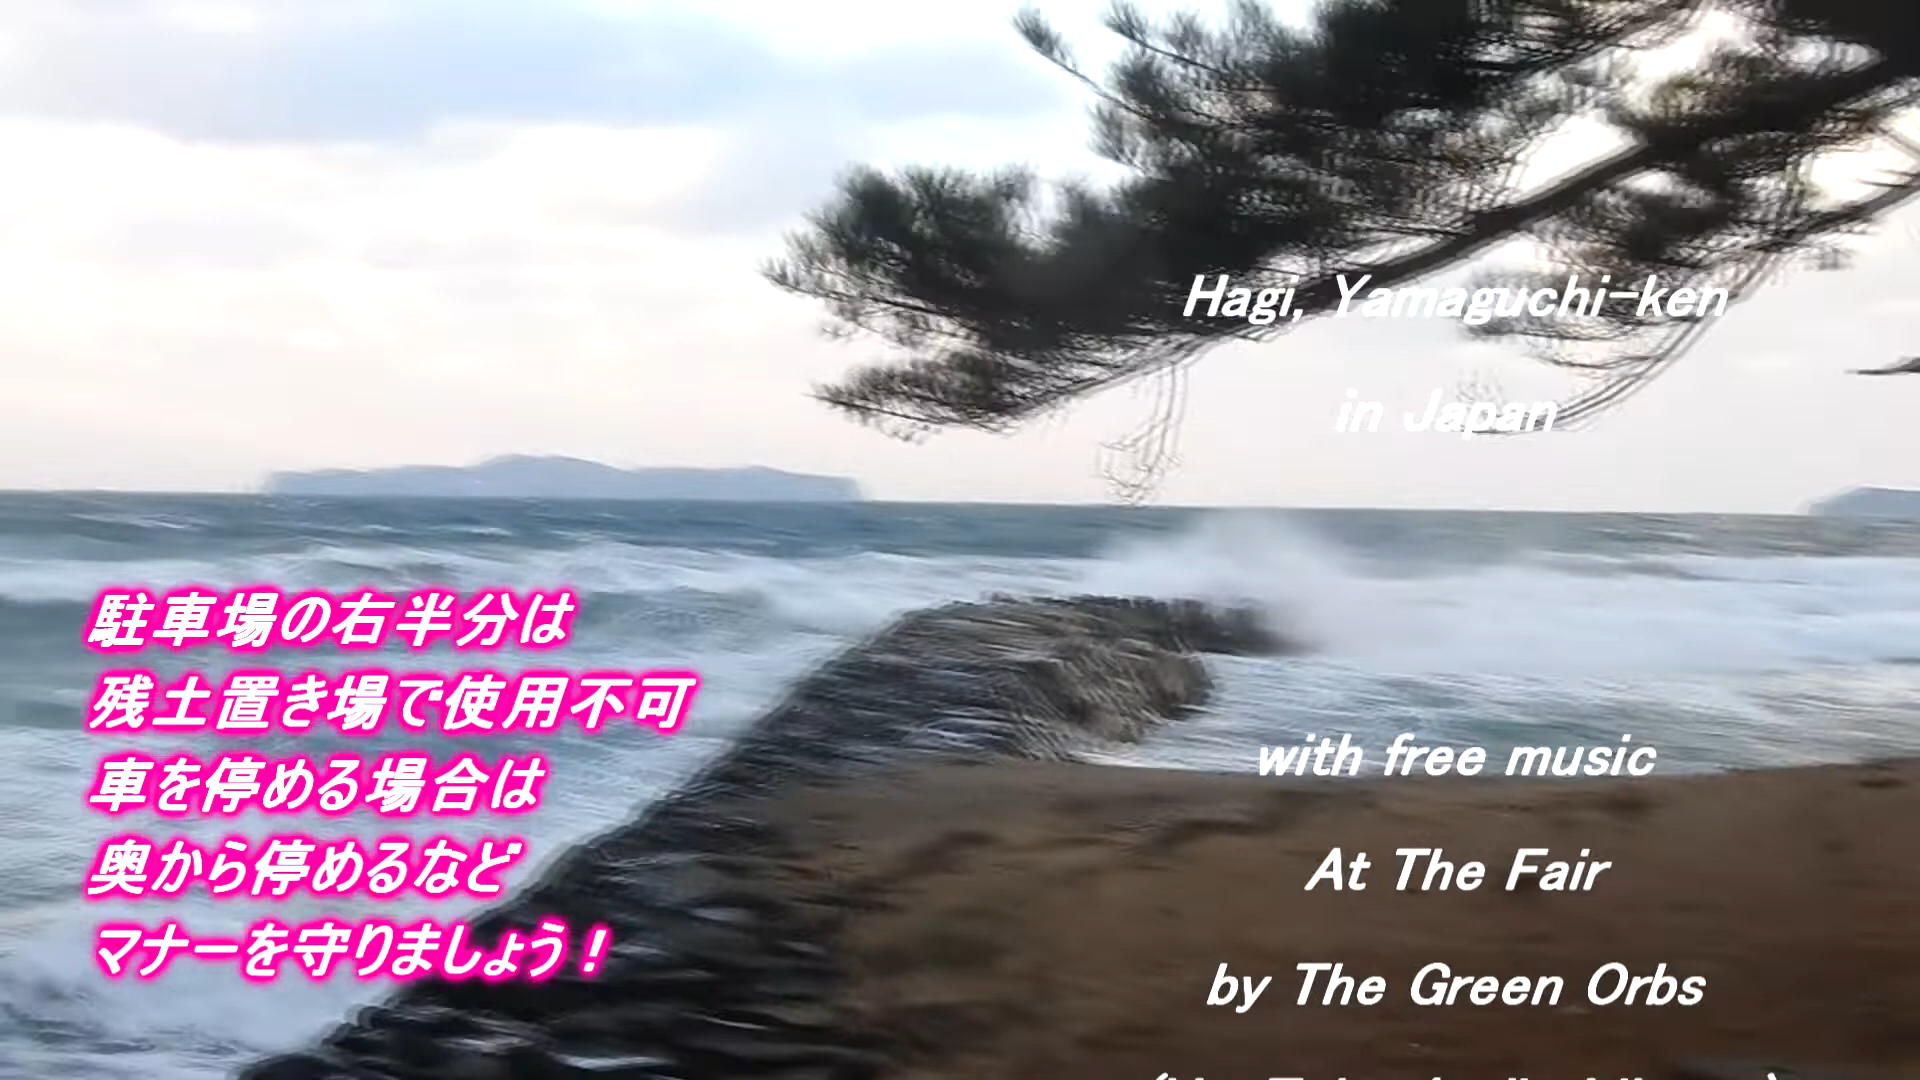 Hagi, Yamaguchi-ken
in Japan
駐車場の右半分は
残土置き場で使用不可
車を停める場合は
奥から停めるなど
マナーを守りましょう！
with free music
At The Fair
by The Green Orbs